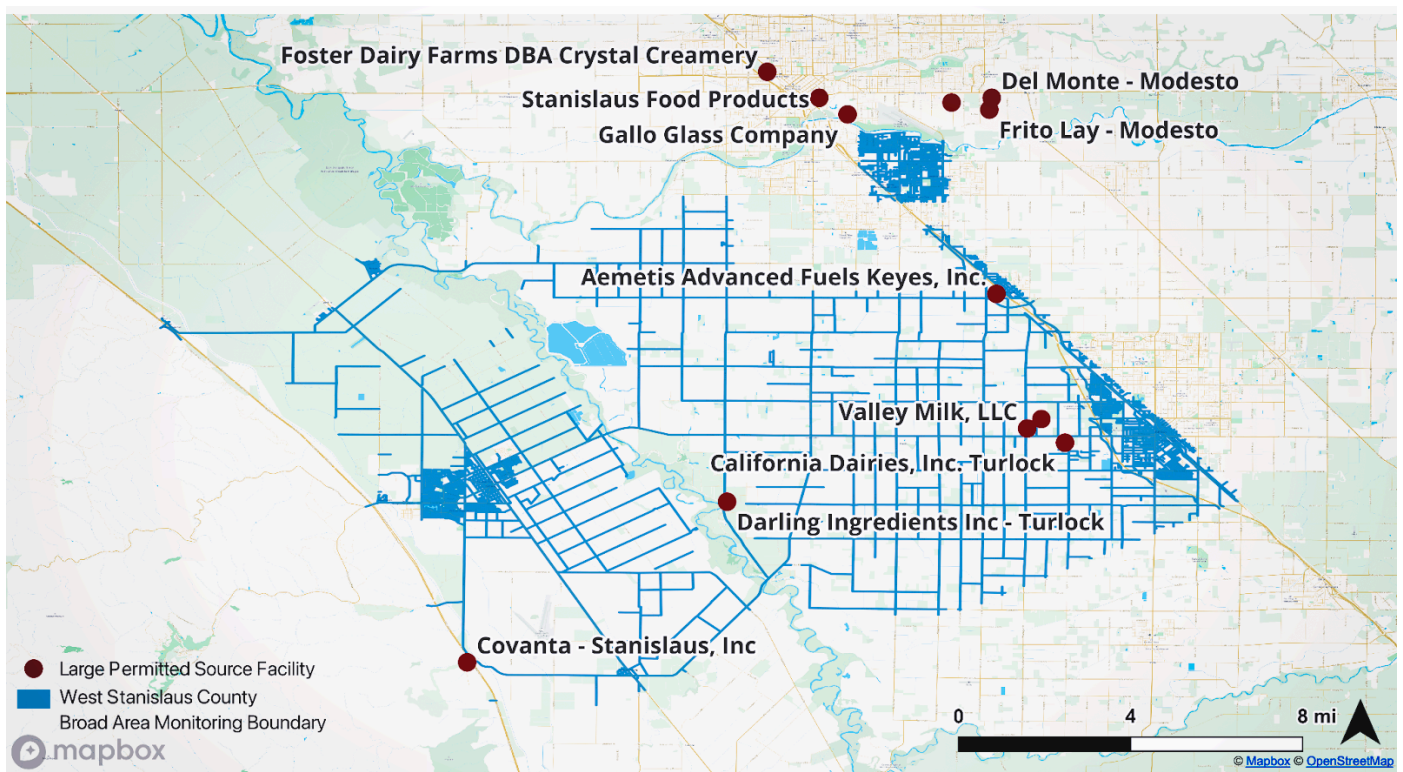 Foster Dairy Farms DBA Crystal Creamery
Del Monte - Modesto
Stanislaus Food Products
Frito Lay - Modesto
Gallo Glass Company
Aemetis Advanced Fuels Keyes, Inc.
Valley Milk, LLC
California Dairies, Inc. Turlock
Darling Ingredients Inc - Turlock
Covanta - Stanislaus, Inc
Large Permitted Source Facility
West Stanislaus County
Broad Area Monitoring Boundary
mapbox
0 4 8 mi
© Mapbox © OpenStreetMap